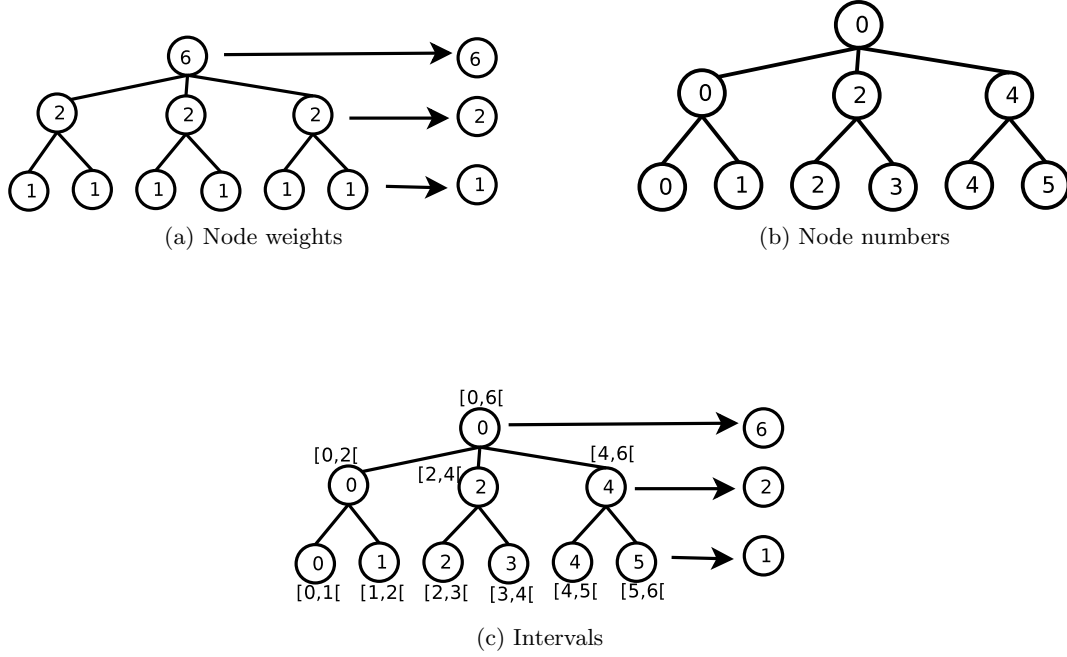 0
6 6
0 2 4
2 2 2 2
0 1 2 3 4 5
1 1 1 1 1 1 1
(a) Node weights
(b) Node numbers
[0,6[
0 6
[0,2[ [2,4[ [4,6[
0 2 4 2
0 1 2 3 4 5 1
[0,1[ [1,2[ [2,3[ [3,4[ [4,5[ [5,6[
(c) Intervals